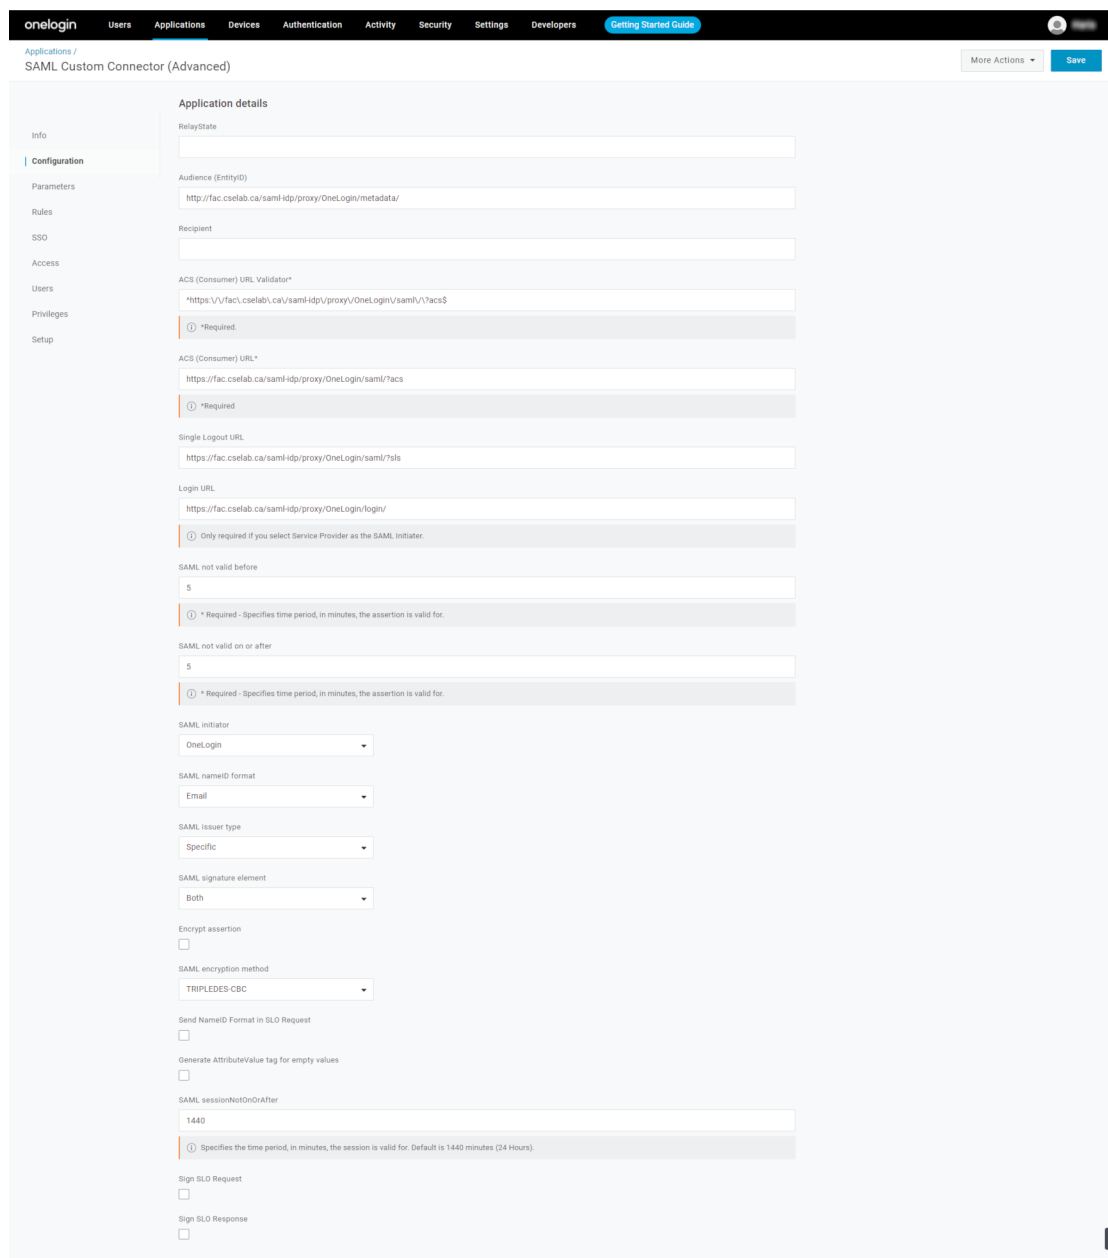 onelogin Users Applications Devices Authentication Activity Security Settings Developers Getting Started Guide
Applications /
SAML Custom Connector (Advanced)
More Actions
Save
Info
Configuration
Parameters
Rules
SSO
Access
Users
Privileges
Setup
Application details
RelayState
Audience (EntityID)
http://fac.cselab.ca/saml-idp/proxy/OneLogin/metadata/
Recipient
ACS (Consumer) URL Validator*
^https:\/\/fac\.cselab\.ca\/saml-idp\/proxy\/OneLogin\/saml\/\?acs$
*Required.
ACS (Consumer) URL*
https://fac.cselab.ca/saml-idp/proxy/OneLogin/saml/?acs
*Required
Single Logout URL
https://fac.cselab.ca/saml-idp/proxy/OneLogin/saml/?sls
Login URL
https://fac.cselab.ca/saml-idp/proxy/OneLogin/login/
Only required if you select Service Provider as the SAML Initiater.
SAML not valid before
5
* Required - Specifies time period, in minutes, the assertion is valid for.
SAML not valid on or after
5
* Required - Specifies time period, in minutes, the assertion is valid for.
SAML initiator
OneLogin
SAML nameID format
Email
SAML issuer type
Specific
SAML signature element
Both
Encrypt assertion
SAML encryption method
TRIPLEDES-CBC
Send NameID Format in SLO Request
Generate AttributeValue tag for empty values
SAML sessionNotOnOrAfter
1440
Specifies the time period, in minutes, the session is valid for. Default is 1440 minutes (24 Hours).
Sign SLO Request
Sign SLO Response